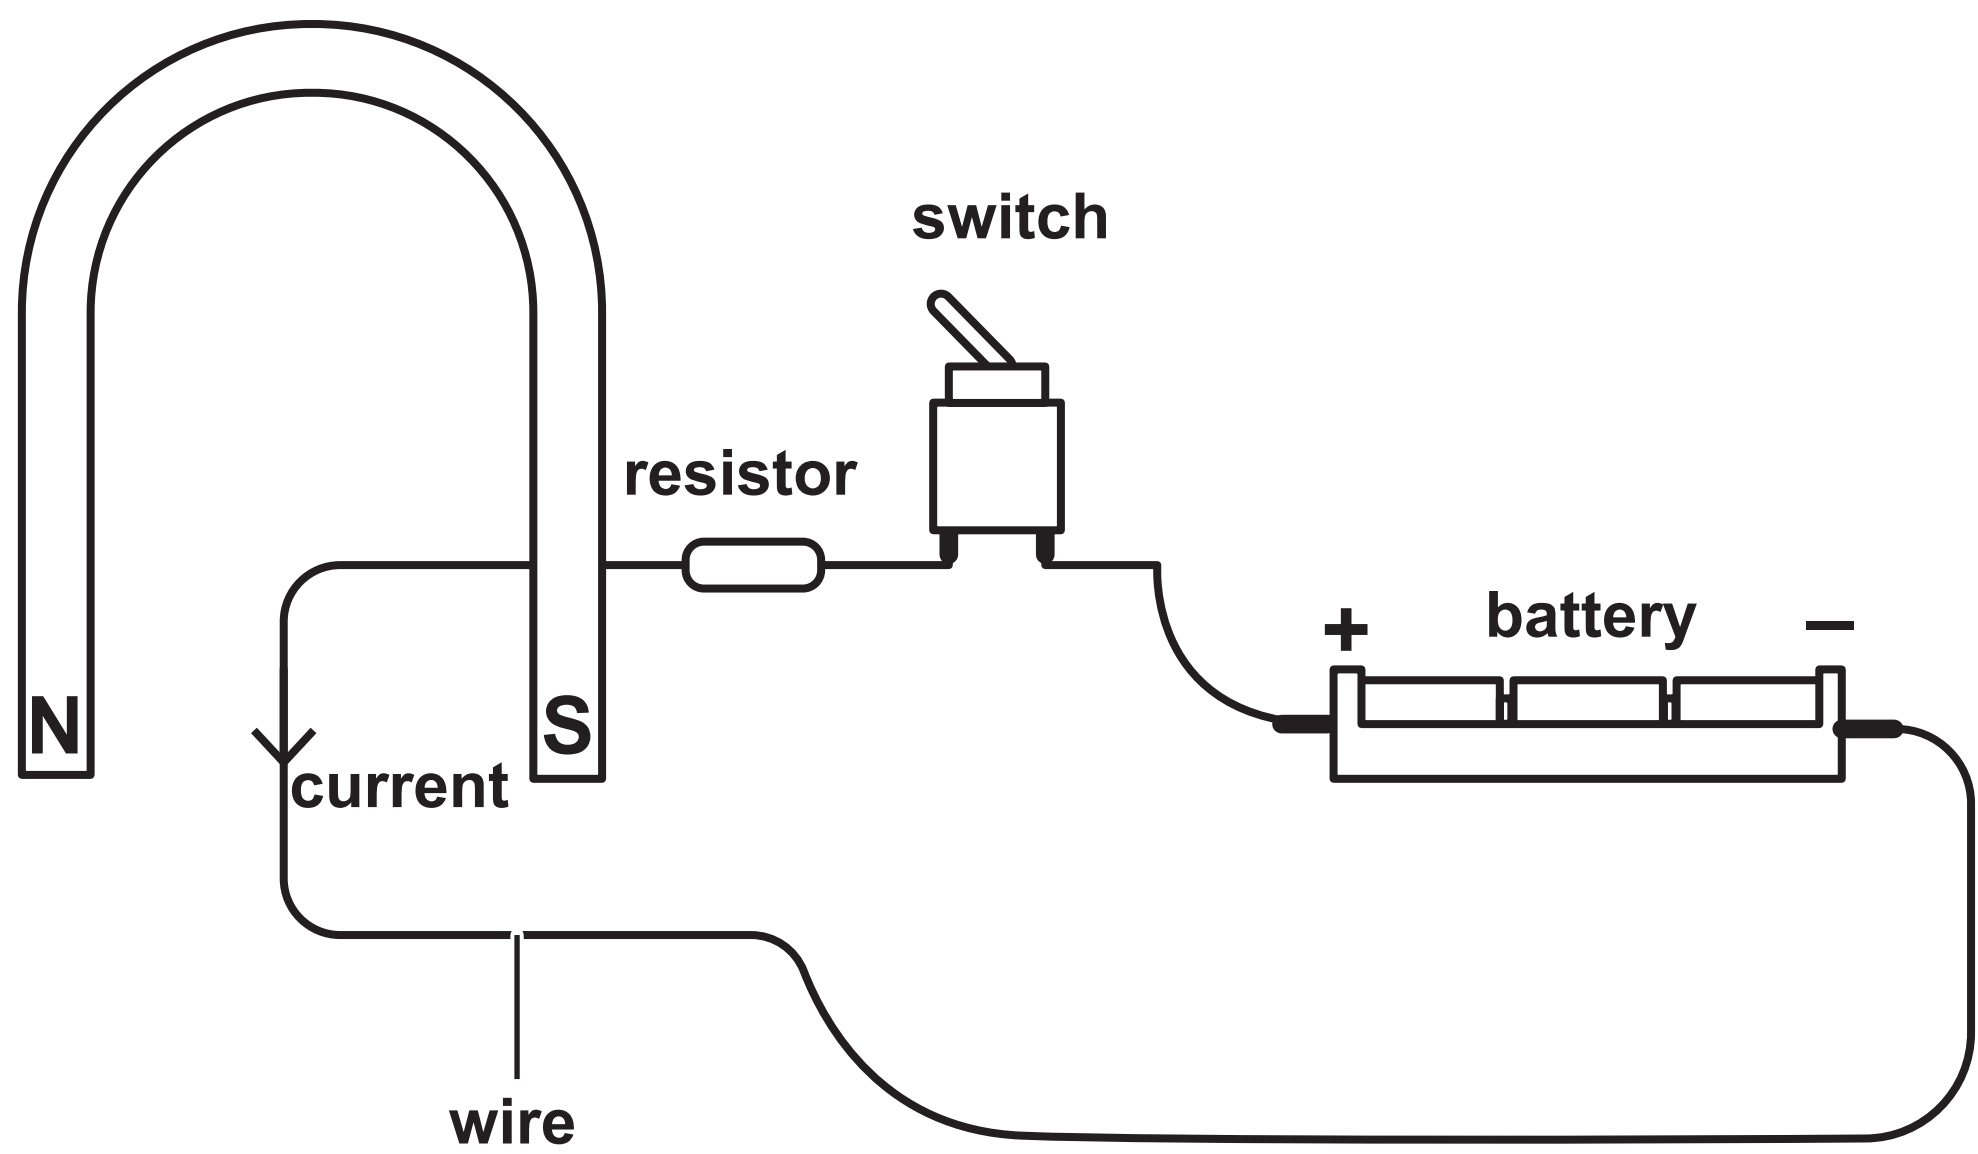 switch
resistor
battery
+
−
N
S
current
wire